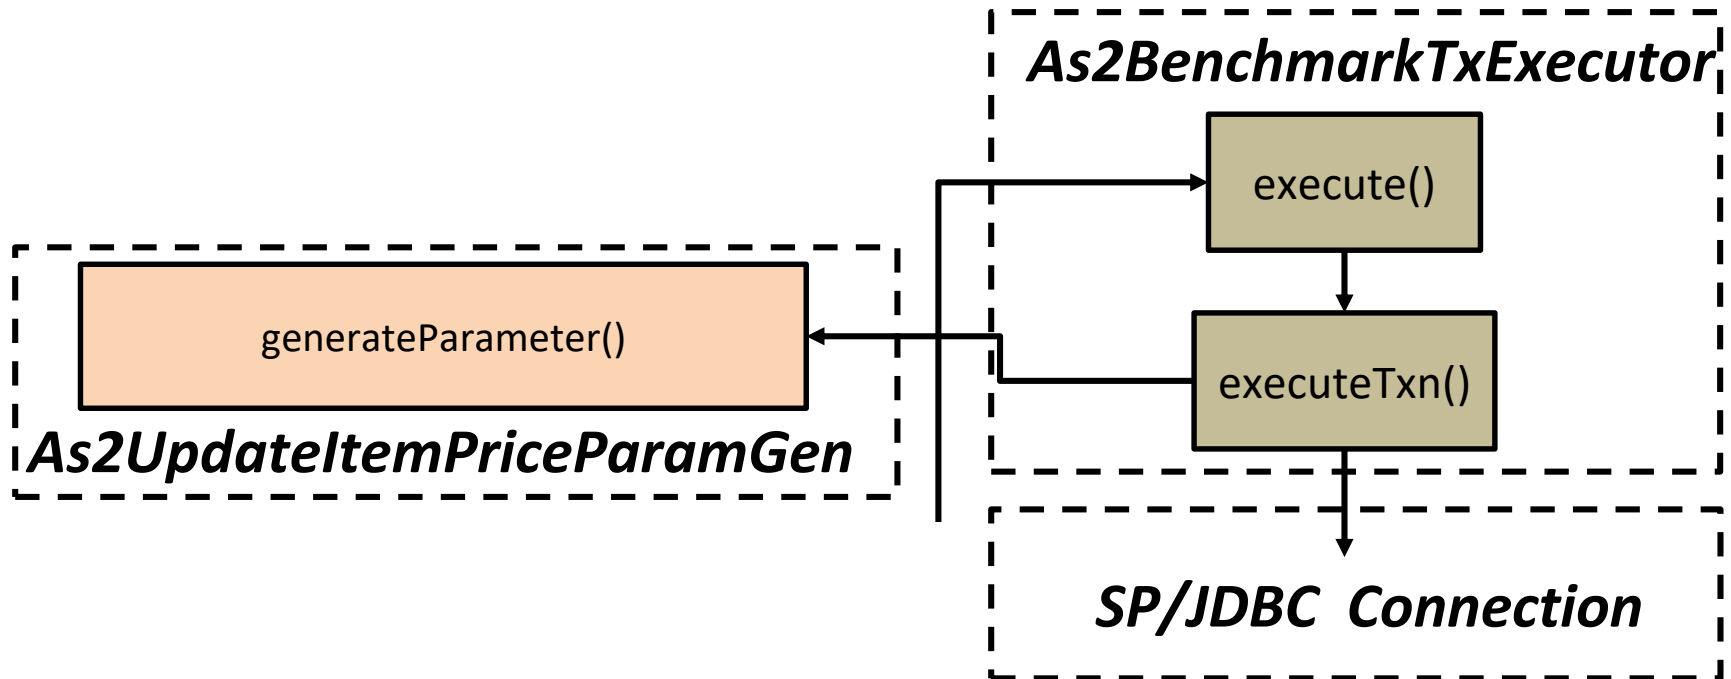 As2BenchmarkTxExecutor
execute()
generateParameter()
executeTxn()
As2UpdateItemPriceParamGen
SP/JDBC Connection